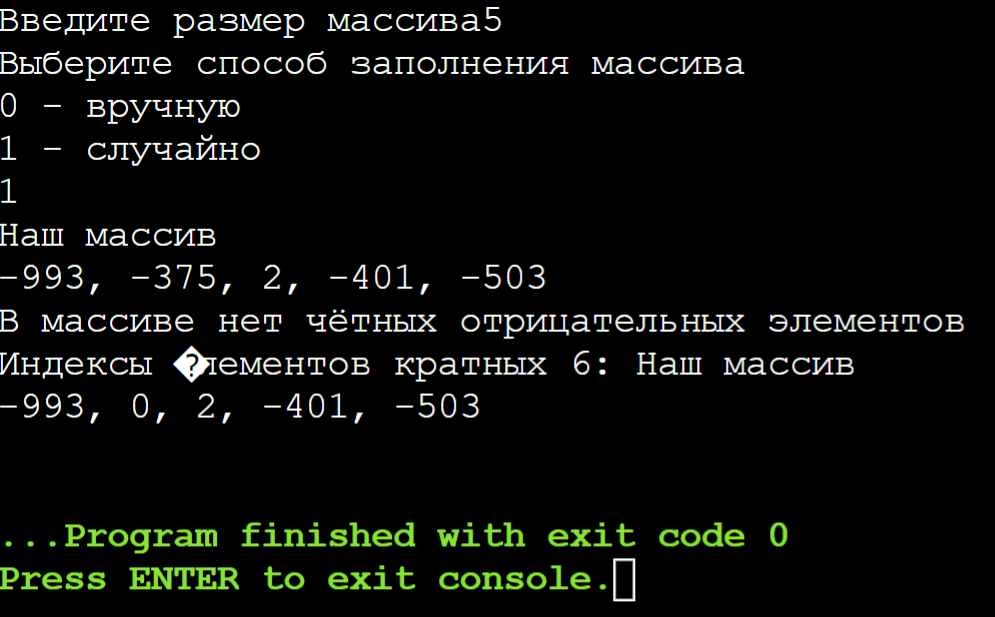 Введите размер массива5
Выберите способ заполнения массива
0 - вручную
1 - случайно
1
Наш массив
-993, -375, 2, -401, -503
В массиве нет чётных отрицательных элементов
Индексы �лементов кратных 6: Наш массив
-993, 0, 2, -401, -503
...Program finished with exit code 0
Press ENTER to exit console.